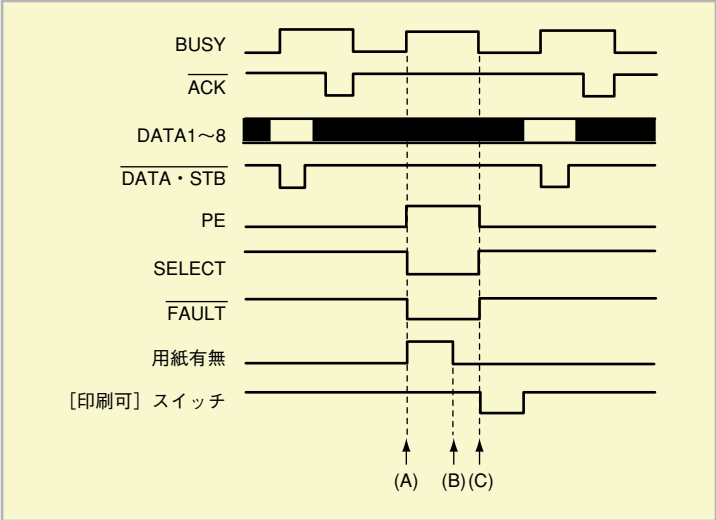 BUSY
ACK
DATA1～8
DATA・STB
PE
SELECT
FAULT
用紙有無
［印刷可］スイッチ
(A) (B) (C)